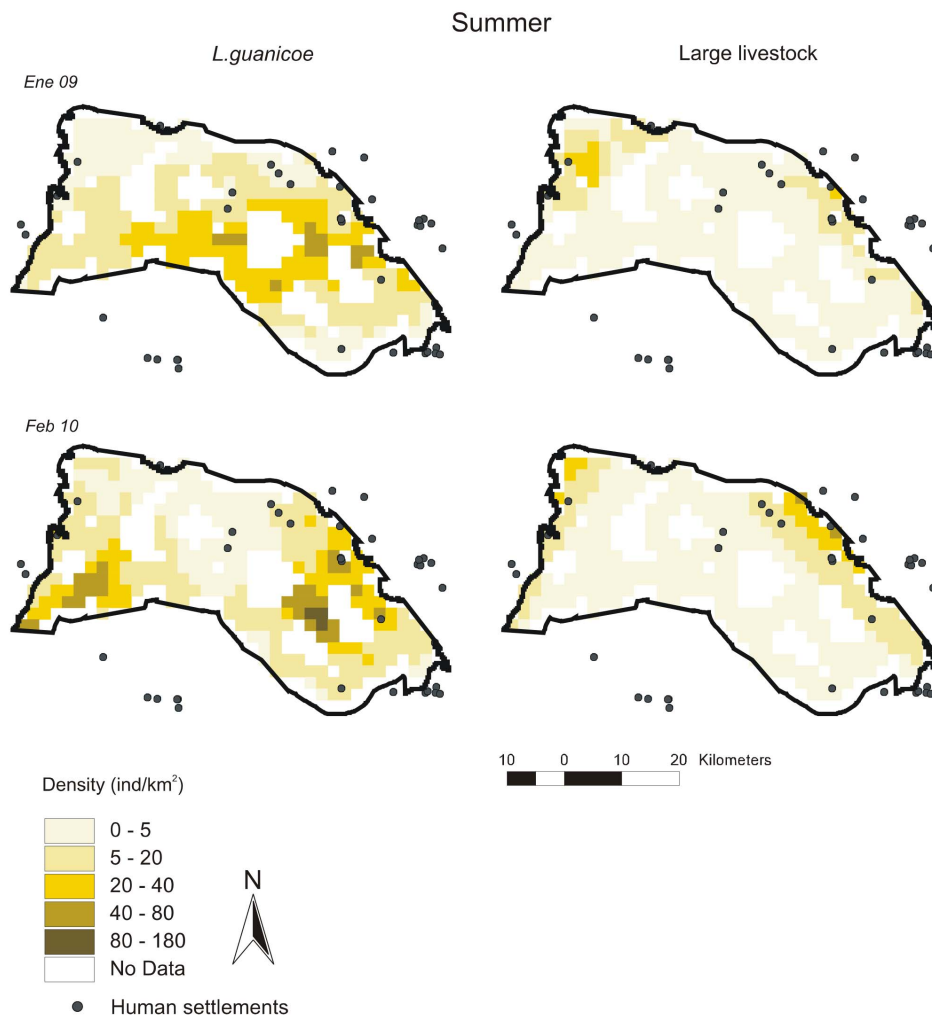 Summer
L.guanicoe
Large livestock
Ene 09
Feb 10
10 0 10 20 Kilometers
Density (ind/km²)
0 - 5
5 - 20
20 - 40
40 - 80
80 - 180
No Data
Human settlements
N